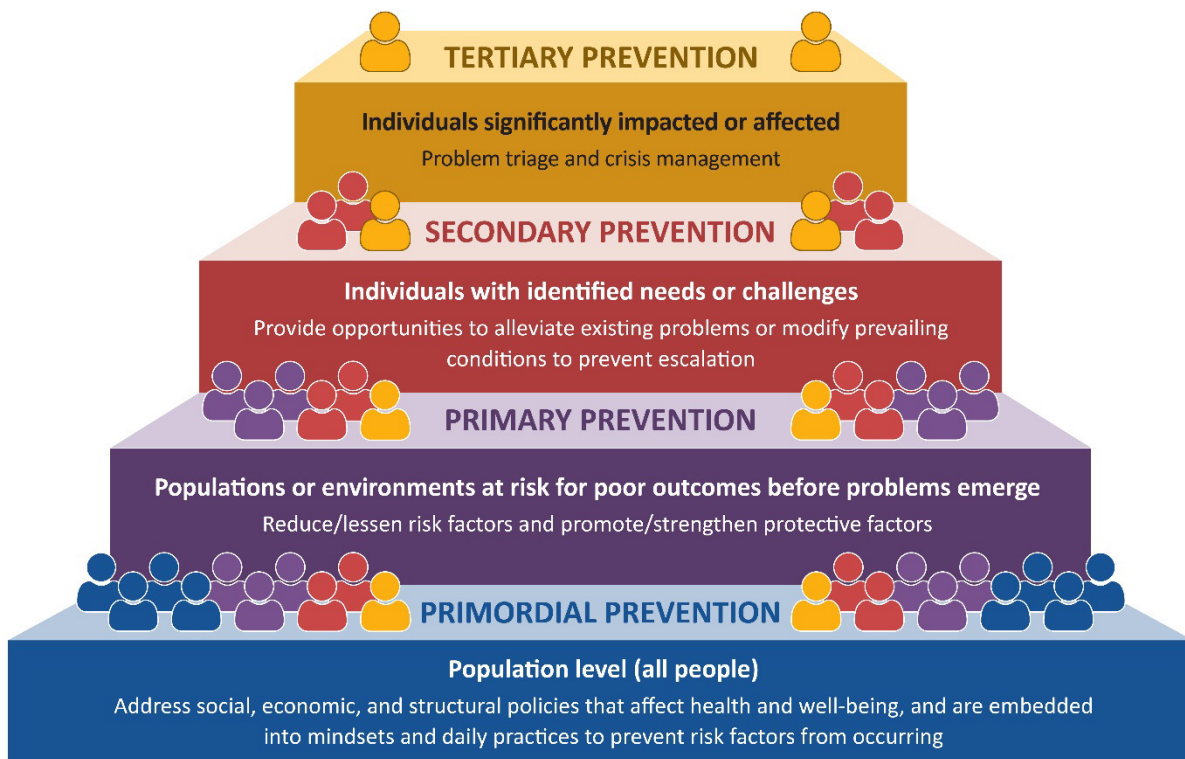 TERTIARY PREVENTION
Individuals significantly impacted or affected
Problem triage and crisis management
SECONDARY PREVENTION
Individuals with identified needs or challenges
Provide opportunities to alleviate existing problems or modify prevailing
conditions to prevent escalation
PRIMARY PREVENTION
Populations or environments at risk for poor outcomes before problems emerge
Reduce/lessen risk factors and promote/strengthen protective factors
PRIMORDIAL PREVENTION
Population level (all people)
Address social, economic, and structural policies that affect health and well-being, and are embedded
into mindsets and daily practices to prevent risk factors from occurring